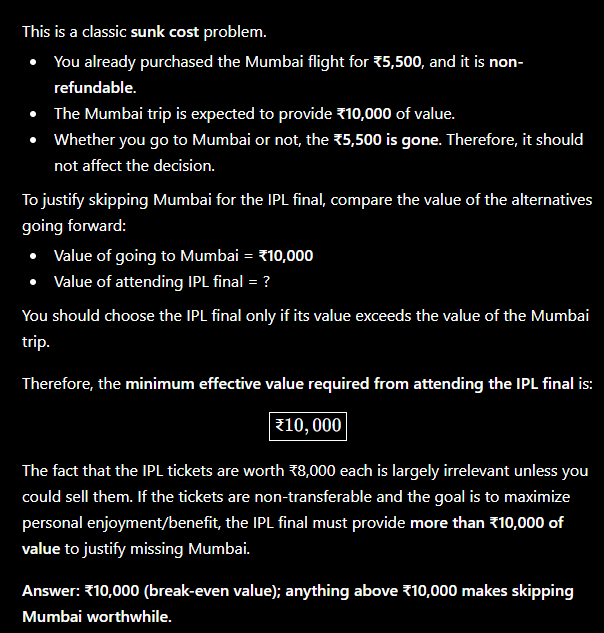 This is a classic sunk cost problem.
• You already purchased the Mumbai flight for ₹5,500, and it is non-
refundable.
• The Mumbai trip is expected to provide ₹10,000 of value.
• Whether you go to Mumbai or not, the ₹5,500 is gone. Therefore, it should
not affect the decision.
To justify skipping Mumbai for the IPL final, compare the value of the alternatives
going forward:
• Value of going to Mumbai = ₹10,000
• Value of attending IPL final = ?
You should choose the IPL final only if its value exceeds the value of the Mumbai
trip.
Therefore, the minimum effective value required from attending the IPL final is:
₹10,000
The fact that the IPL tickets are worth ₹8,000 each is largely irrelevant unless you
could sell them. If the tickets are non-transferable and the goal is to maximize
personal enjoyment/benefit, the IPL final must provide more than ₹10,000 of
value to justify missing Mumbai.
Answer: ₹10,000 (break-even value); anything above ₹10,000 makes skipping
Mumbai worthwhile.